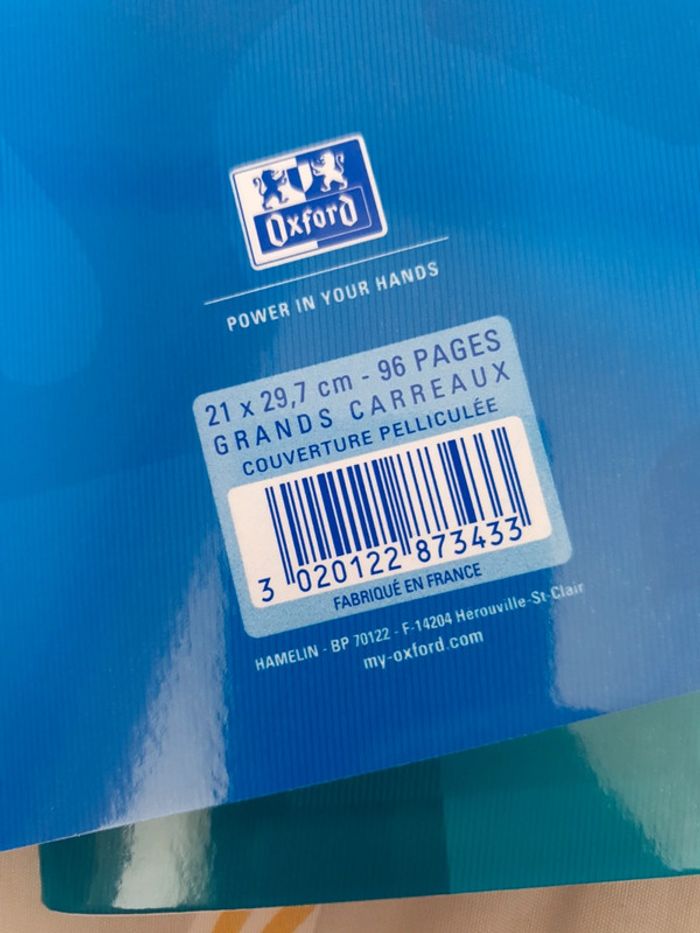 Oxford
POWER IN YOUR HANDS
21 x 29,7 cm - 96 PAGES
GRANDS CARREAUX
COUVERTURE PELLICULÉE
3 020122 873433
FABRIQUÉ EN FRANCE
HAMELIN - BP 70122 - F-14204 Hérouville-St-Clair
my-oxford.com